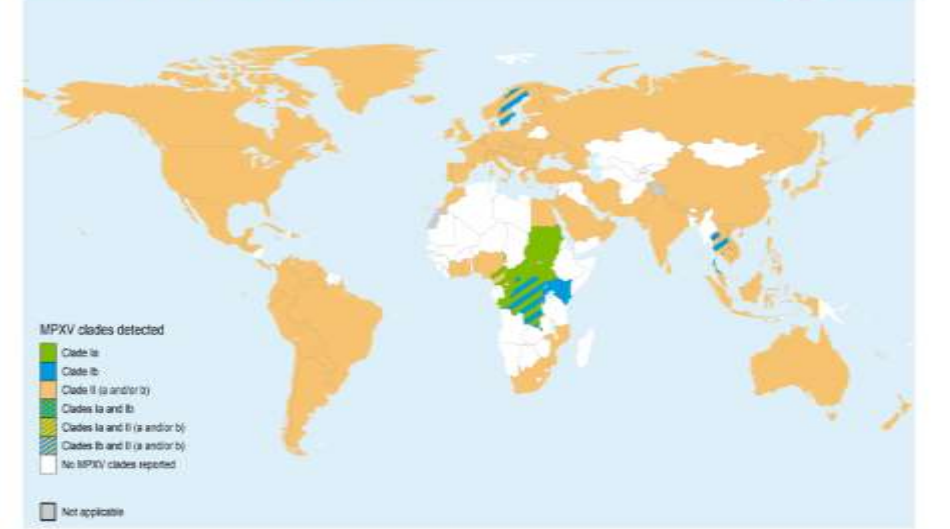 MPXV clades detected
Clade Ia
Clade Ib
Clade II (a and/or b)
Clades Ia and Ib
Clades Ia and II (a and/or b)
Clades Ib and II (a and/or b)
No MPXV clades reported
Not applicable